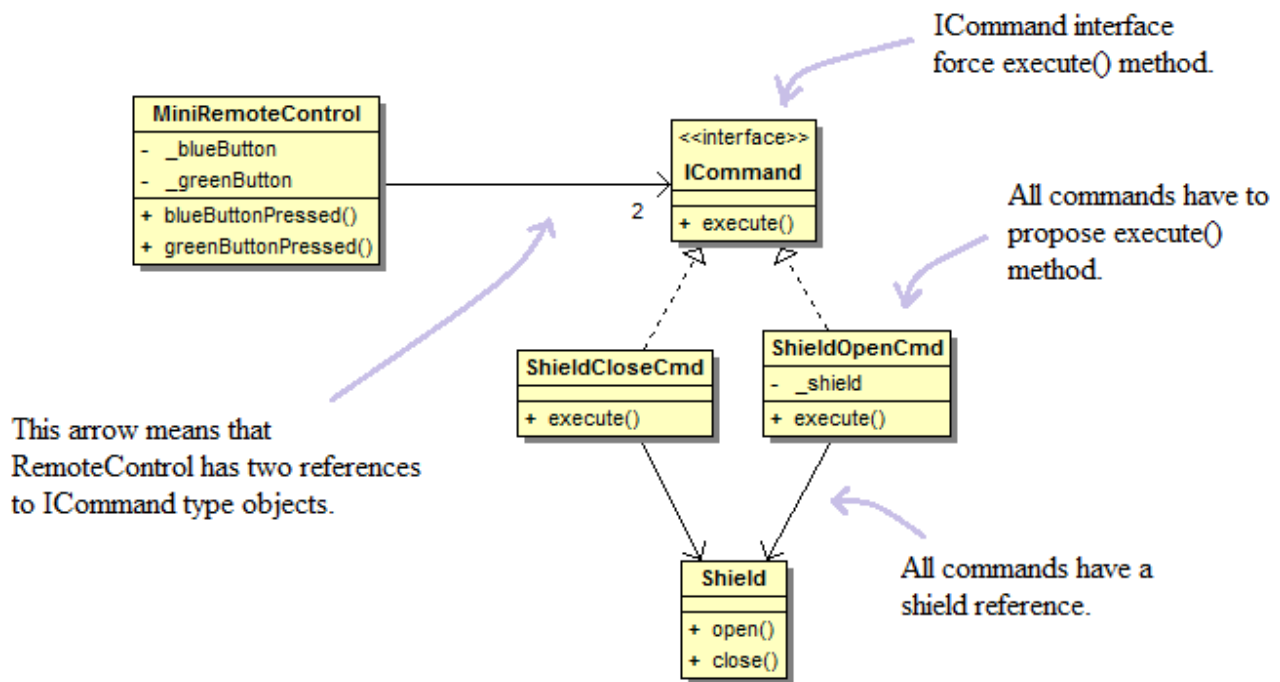 ICommand interface
force execute() method.
MiniRemoteControl
- _blueButton
- _greenButton
+ blueButtonPressed()
+ greenButtonPressed()
2
<<interface>>
ICommand
+ execute()
All commands have to
propose execute()
method.
ShieldCloseCmd
+ execute()
ShieldOpenCmd
- _shield
+ execute()
This arrow means that
RemoteControl has two references
to ICommand type objects.
Shield
+ open()
+ close()
All commands have a
shield reference.